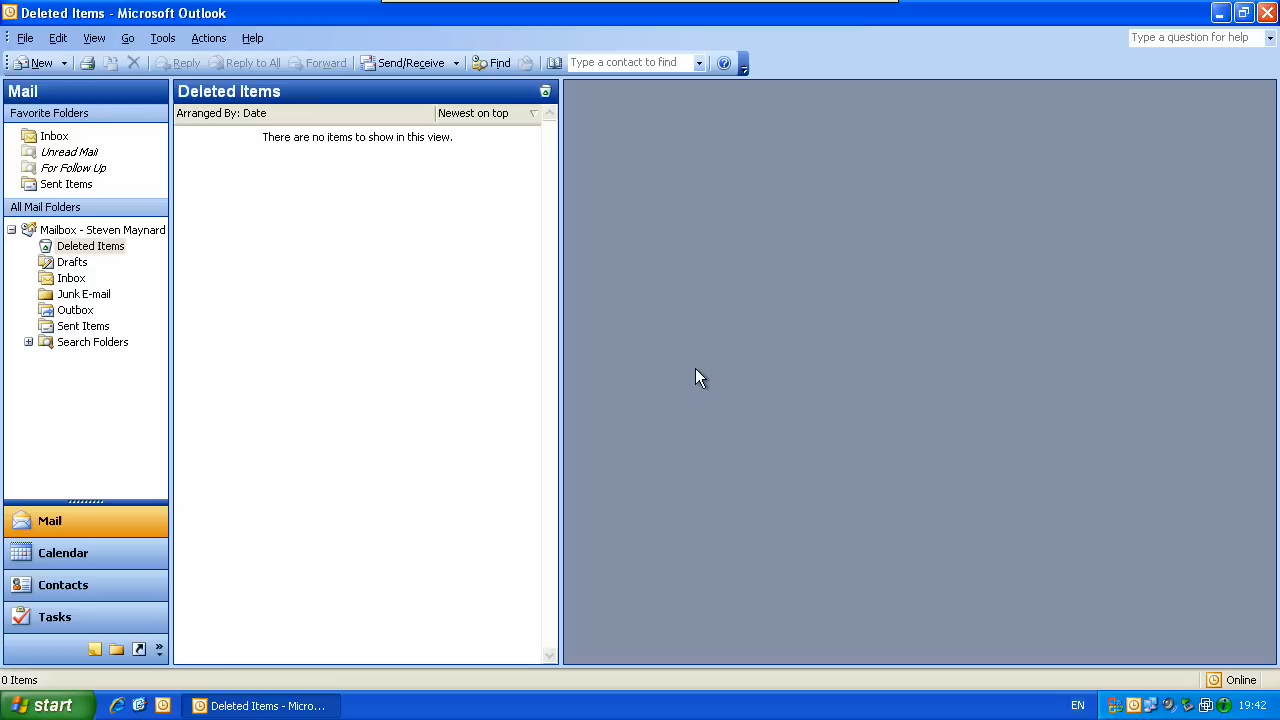 Deleted Items - Microsoft Outlook
File Edit View Go Tools Actions Help
Type a question for help
New Reply Reply to All Forward Send/Receive Find Type a contact to find
Mail
Favorite Folders
Inbox
Unread Mail
For Follow Up
Sent Items
All Mail Folders
Mailbox - Steven Maynard
Deleted Items
Drafts
Inbox
Junk E-mail
Outbox
Sent Items
Search Folders
Mail
Calendar
Contacts
Tasks
Deleted Items
Arranged By: Date Newest on top
There are no items to show in this view.
0 Items
Online
start
Deleted Items - Micro...
EN
19:42